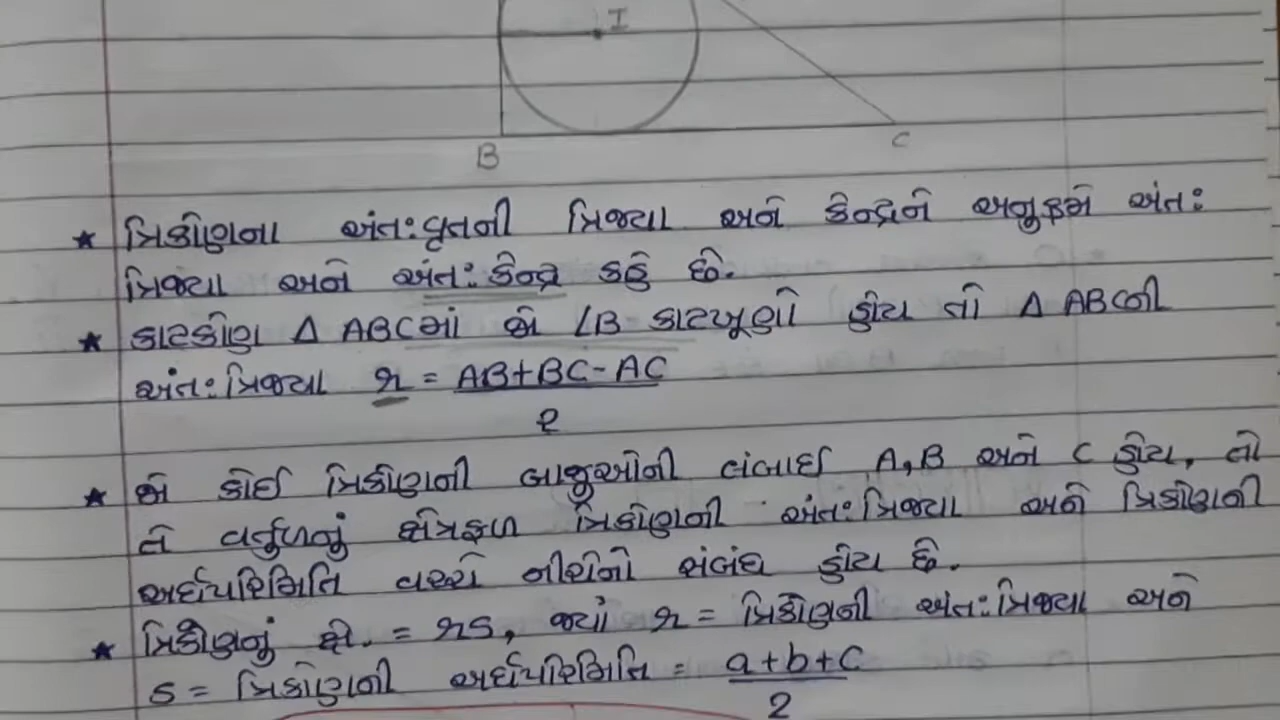 I
B
C
★ ત્રિકોણના અંત:વૃતની ત્રિજ્યા અને કેન્દ્રને અનુક્રમે અંત:
ત્રિજ્યા અને અંત: કેન્દ્ર કહે છે.
★ કાટકોણ Δ ABCમાં જો ∠B કાટખૂણો હોય તો Δ ABCની
અંત: ત્રિજ્યા r = AB+BC-AC
૨
★ જો કોઈ ત્રિકોણની બાજુઓની લંબાઈ A, B અને C હોય, તો
તે વર્તુળનું ક્ષેત્રફળ ત્રિકોણની અંત: ત્રિજ્યા અને ત્રિકોણની
અર્ધપરિમિતિ વચ્ચે નીચેનો સંબંધ હોય છે.
★ ત્રિકોણનું ક્ષે. = rs, જ્યાં r = ત્રિકોણની અંત: ત્રિજ્યા અને
s = ત્રિકોણની અર્ધપરિમિતિ = a+b+c
2